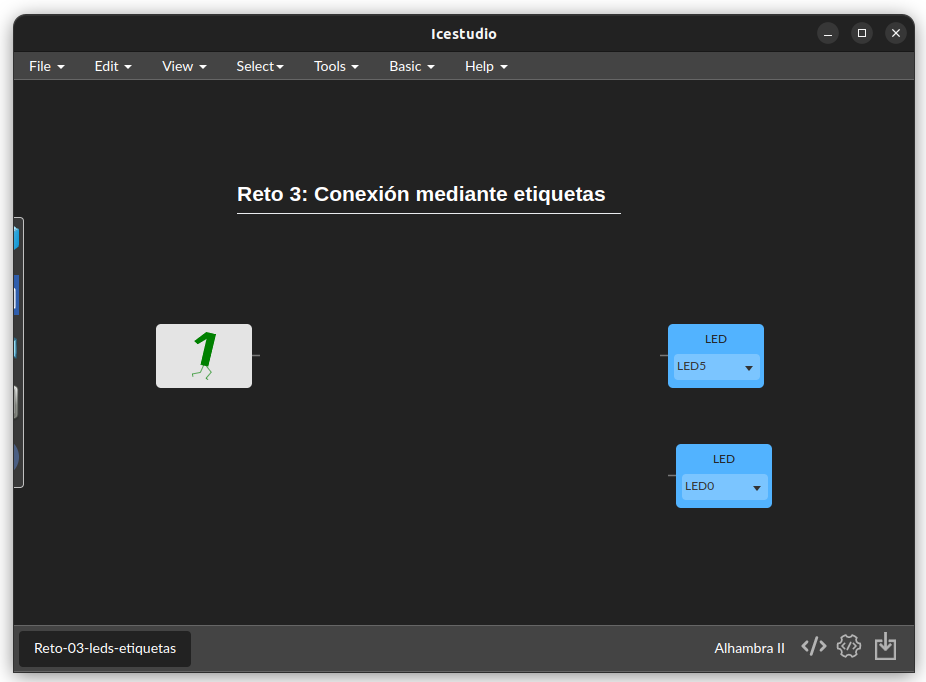 Icestudio
File Edit View Select Tools Basic Help
Reto 3: Conexión mediante etiquetas
1
LED
LED5
LED
LED0
Reto-03-leds-etiquetas
Alhambra II </> </>